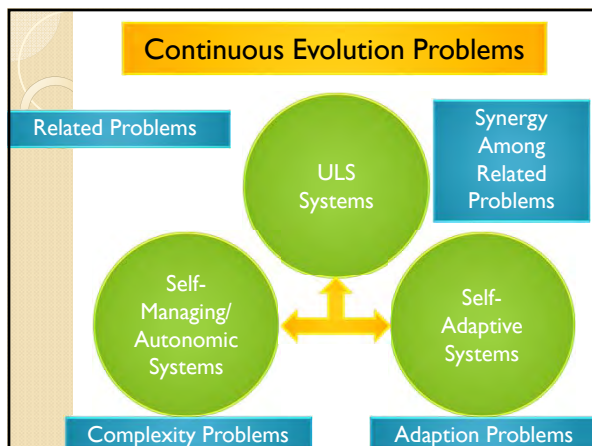 Continuous Evolution Problems
Related Problems
Synergy
Among
Related
Problems
ULS
Systems
Self-
Managing/
Autonomic
Systems
Self-
Adaptive
Systems
Complexity Problems
Adaption Problems